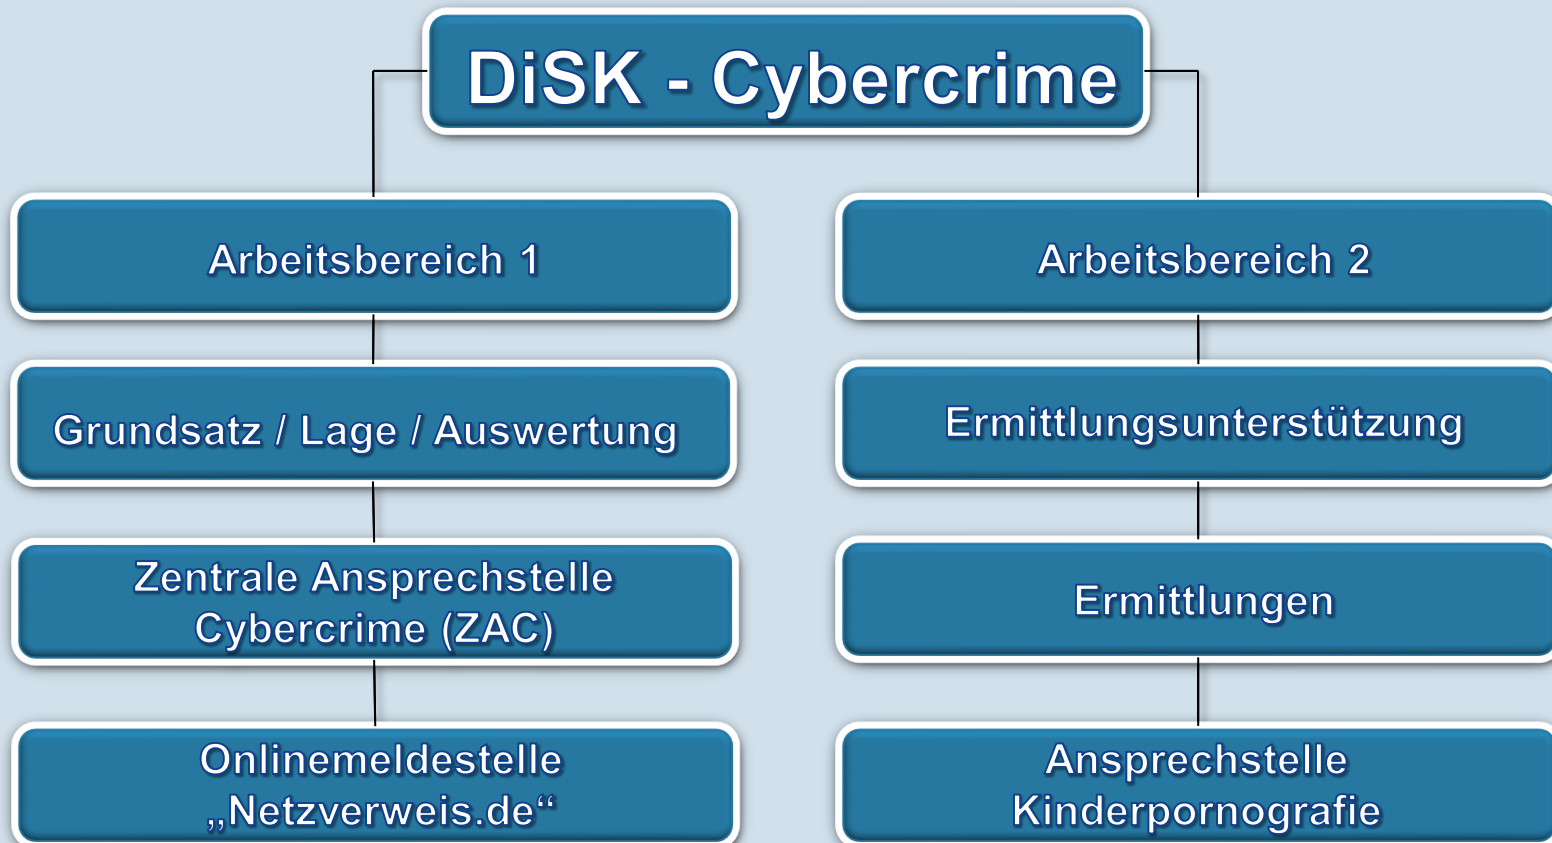 DiSK - Cybercrime
Arbeitsbereich 1
Grundsatz / Lage / Auswertung
Zentrale Ansprechstelle
Cybercrime (ZAC)
Onlinemeldestelle
„Netzverweis.de“
Arbeitsbereich 2
Ermittlungsunterstützung
Ermittlungen
Ansprechstelle
Kinderpornografie